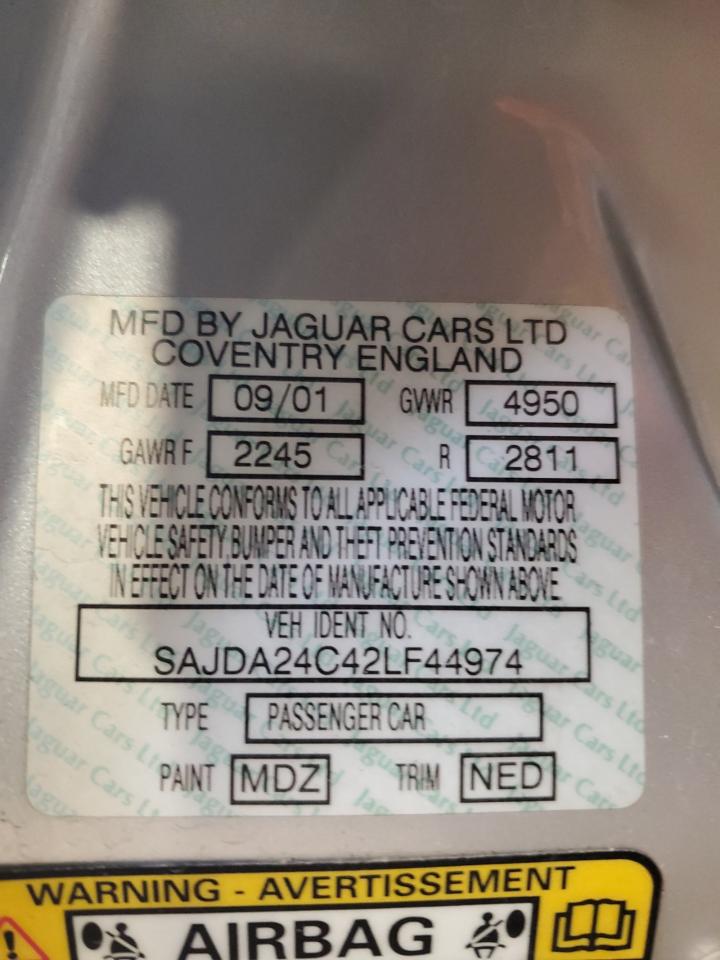 MFD BY JAGUAR CARS LTD
COVENTRY ENGLAND
MFD DATE 09/01 GVWR 4950
GAWR F 2245 R 2811
THIS VEHICLE CONFORMS TO ALL APPLICABLE FEDERAL MOTOR
VEHICLE SAFETY, BUMPER AND THEFT PREVENTION STANDARDS
IN EFFECT ON THE DATE OF MANUFACTURE SHOWN ABOVE.
VEH IDENT NO.
SAJDA24C42LF44974
TYPE PASSENGER CAR
PAINT MDZ TRIM NED
WARNING - AVERTISSEMENT
AIRBAG